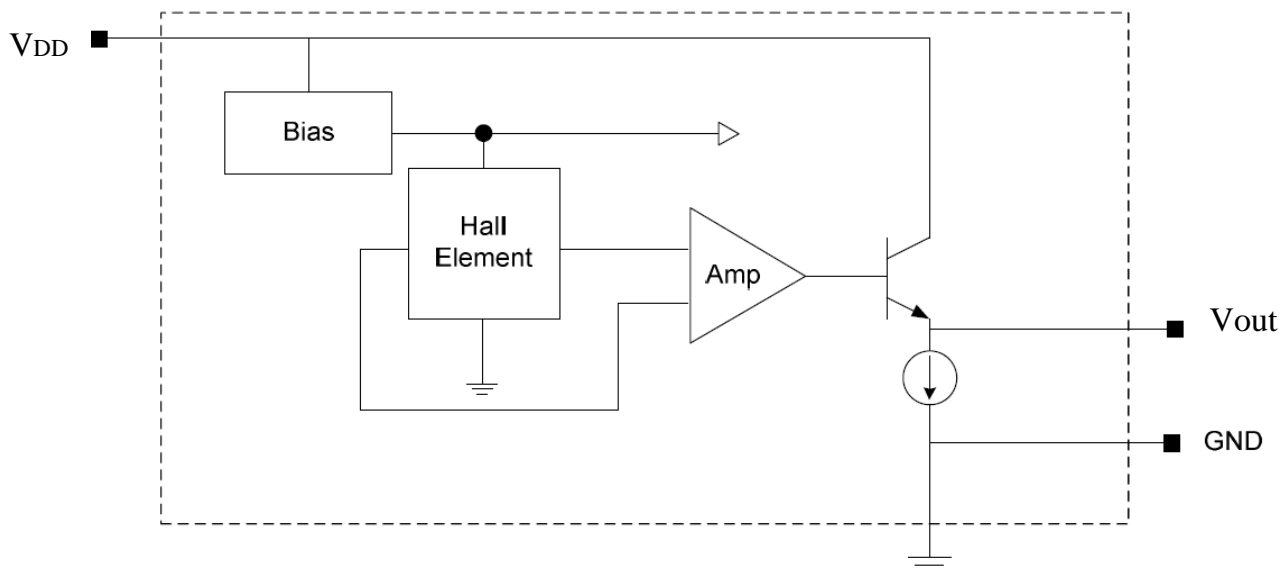 VDD
Bias
Hall
Element
Amp
Vout
GND